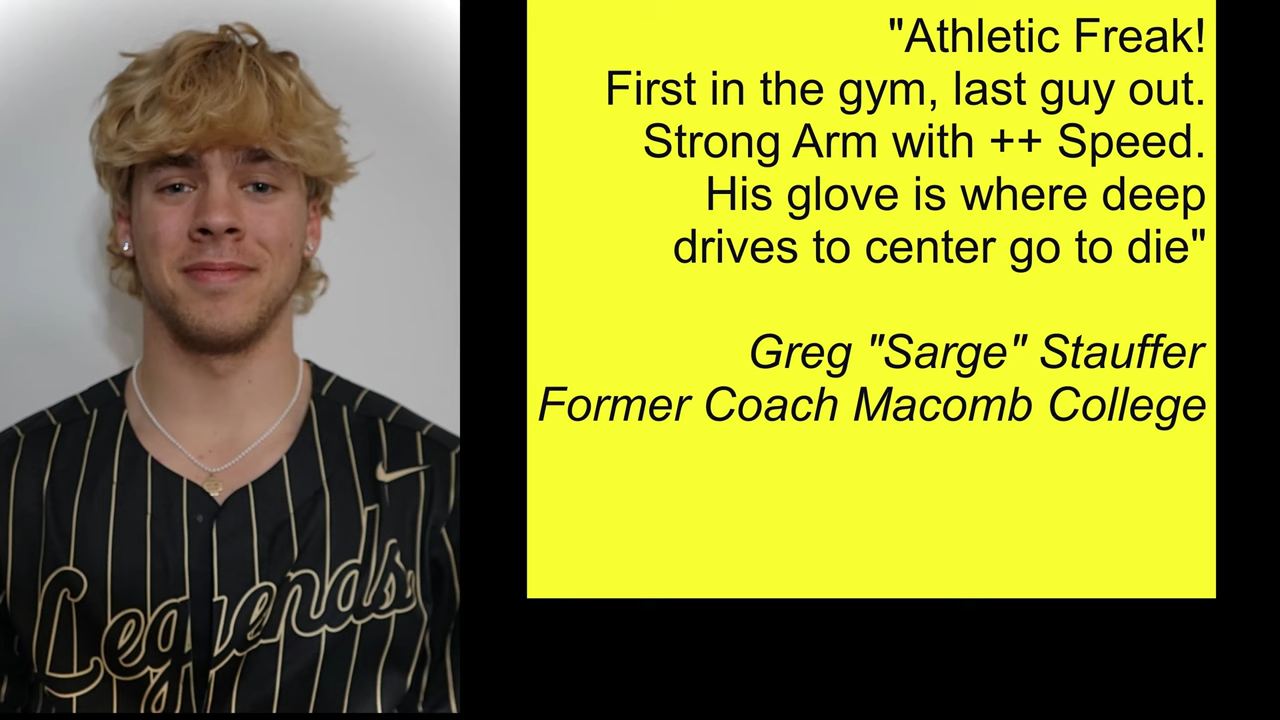 "Athletic Freak!
First in the gym, last guy out.
Strong Arm with ++ Speed.
His glove is where deep
drives to center go to die"
Greg "Sarge" Stauffer
Former Coach Macomb College
Legends